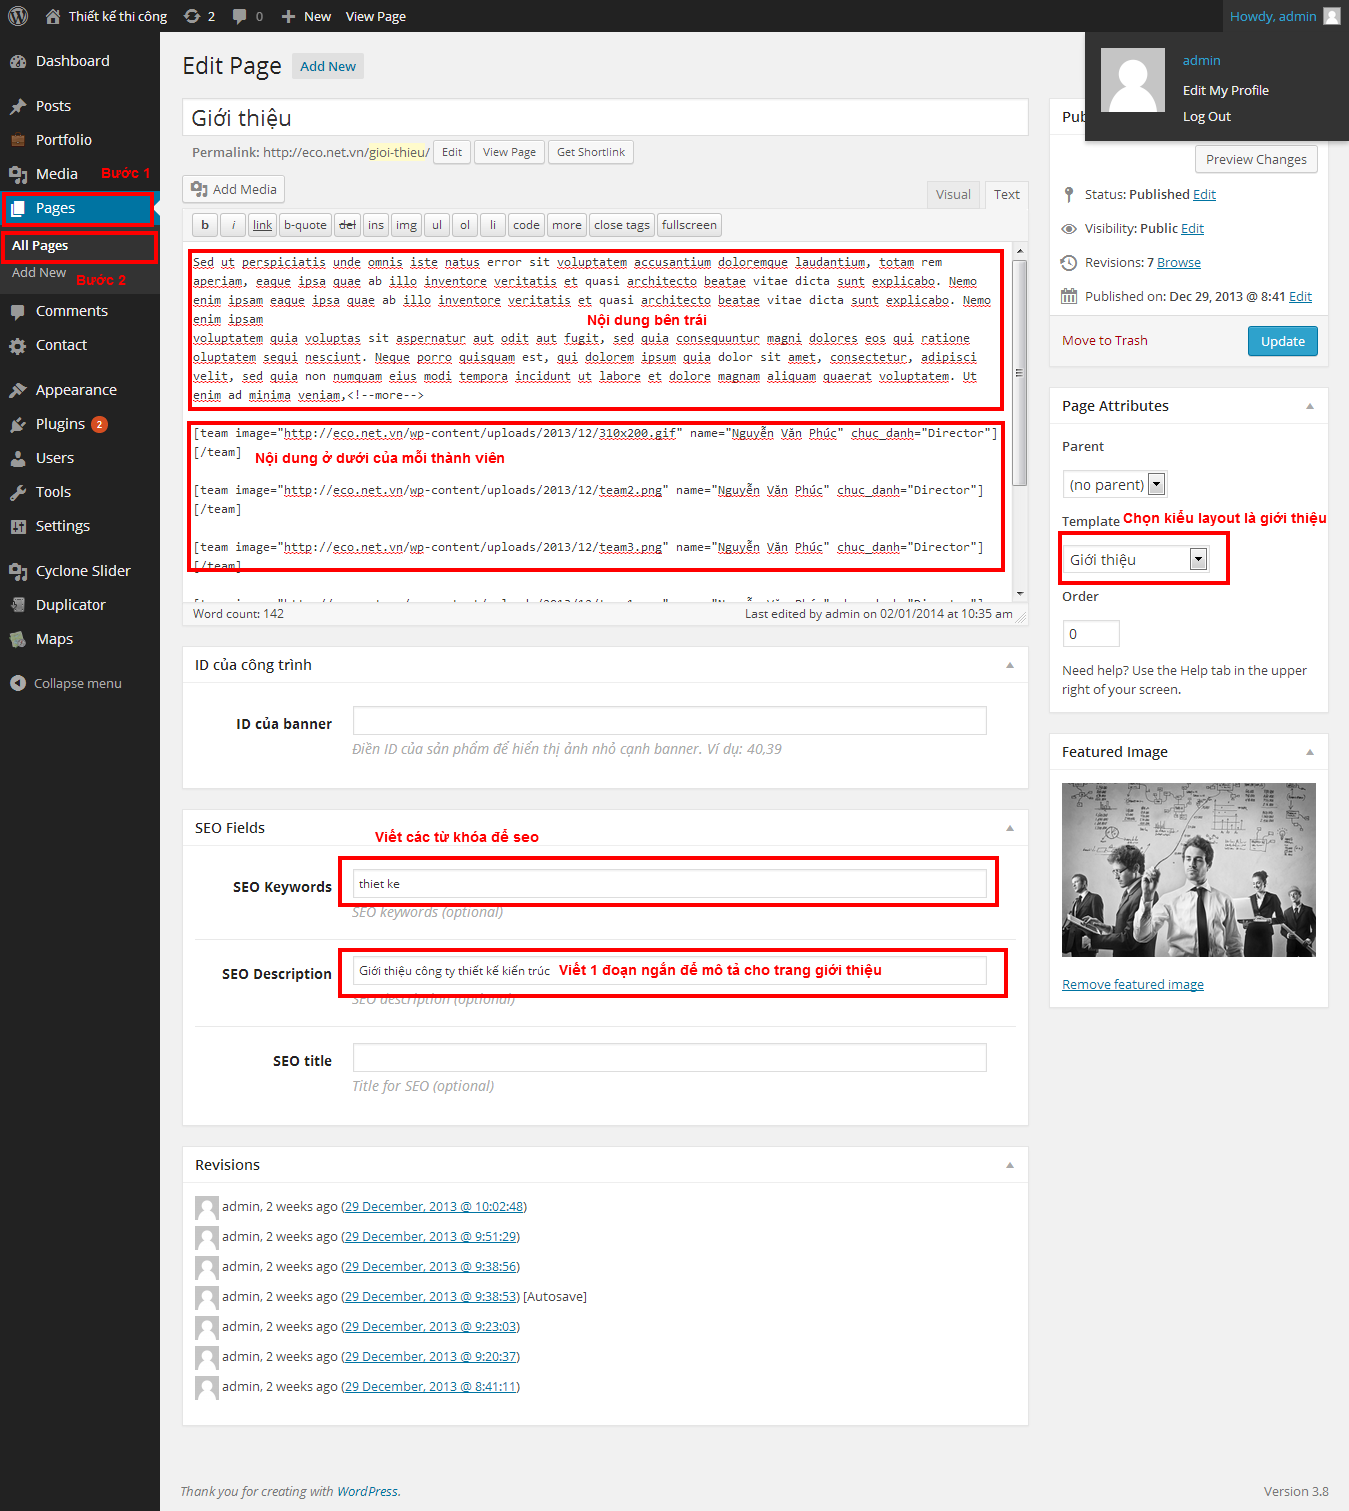 Thiết kế thi công
2
0
New
View Page
Howdy, admin
admin
Edit My Profile
Log Out
Dashboard
Posts
Portfolio
Media
Bước 1
Pages
All Pages
Add New
Bước 2
Comments
Contact
Appearance
Plugins 2
Users
Tools
Settings
Cyclone Slider
Duplicator
Maps
Collapse menu
Edit Page
Add New
Giới thiệu
Permalink: http://eco.net.vn/gioi-thieu/
Edit
View Page
Get Shortlink
Add Media
Visual
Text
b
i
link
b-quote
del
ins
img
ul
ol
li
code
more
close tags
fullscreen
Sed ut perspiciatis unde omnis iste natus error sit voluptatem accusantium doloremque laudantium, totam rem
aperiam, eaque ipsa quae ab illo inventore veritatis et quasi architecto beatae vitae dicta sunt explicabo. Nemo
enim ipsam eaque ipsa quae ab illo inventore veritatis et quasi architecto beatae vitae dicta sunt explicabo. Nemo
enim ipsam
Nội dung bên trái
voluptatem quia voluptas sit aspernatur aut odit aut fugit, sed quia consequuntur magni dolores eos qui ratione
oluptatem sequi nesciunt. Neque porro quisquam est, qui dolorem ipsum quia dolor sit amet, consectetur, adipisci
velit, sed quia non numquam eius modi tempora incidunt ut labore et dolore magnam aliquam quaerat voluptatem. Ut
enim ad minima veniam,<!--more-->
[team image="http://eco.net.vn/wp-content/uploads/2013/12/310x200.gif" name="Nguyễn Văn Phúc" chuc_danh="Director"]
[/team]
Nội dung ở dưới của mỗi thành viên
[team image="http://eco.net.vn/wp-content/uploads/2013/12/team2.png" name="Nguyễn Văn Phúc" chuc_danh="Director"]
[/team]
[team image="http://eco.net.vn/wp-content/uploads/2013/12/team3.png" name="Nguyễn Văn Phúc" chuc_danh="Director"]
[/team]
Word count: 142
Last edited by admin on 02/01/2014 at 10:35 am
ID của công trình
ID của banner
Điền ID của sản phẩm để hiển thị ảnh nhỏ cạnh banner. Ví dụ: 40,39
SEO Fields
Viết các từ khóa để seo
SEO Keywords
thiet ke
SEO keywords (optional)
SEO Description
Giới thiệu công ty thiết kế kiến trúc
Viết 1 đoạn ngắn để mô tả cho trang giới thiệu
SEO description (optional)
SEO title
Title for SEO (optional)
Revisions
admin, 2 weeks ago (29 December, 2013 @ 10:02:48)
admin, 2 weeks ago (29 December, 2013 @ 9:51:29)
admin, 2 weeks ago (29 December, 2013 @ 9:38:56)
admin, 2 weeks ago (29 December, 2013 @ 9:38:53) [Autosave]
admin, 2 weeks ago (29 December, 2013 @ 9:23:03)
admin, 2 weeks ago (29 December, 2013 @ 9:20:37)
admin, 2 weeks ago (29 December, 2013 @ 8:41:11)
Preview Changes
Status: Published Edit
Visibility: Public Edit
Revisions: 7 Browse
Published on: Dec 29, 2013 @ 8:41 Edit
Move to Trash
Update
Page Attributes
Parent
(no parent)
Template
Chọn kiểu layout là giới thiệu
Giới thiệu
Order
0
Need help? Use the Help tab in the upper
right of your screen.
Featured Image
Remove featured image
Thank you for creating with WordPress.
Version 3.8